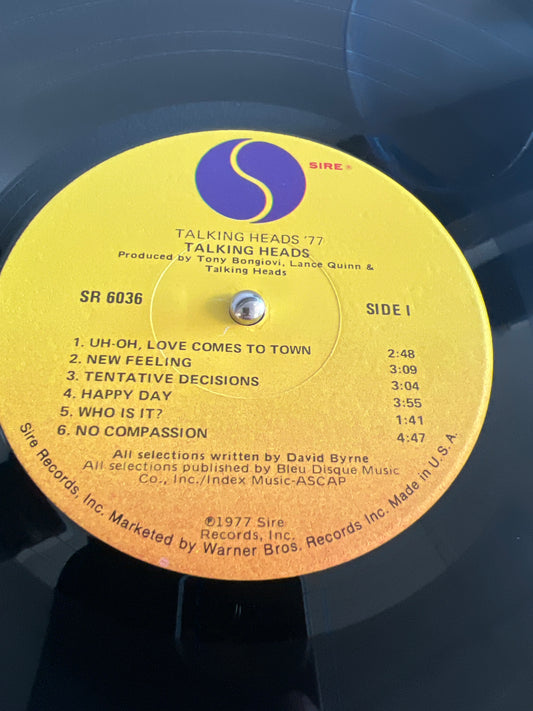 SIRE®
TALKING HEADS '77
TALKING HEADS
Produced by Tony Bongiovi, Lance Quinn &
Talking Heads
SR 6036
SIDE I
1. UH-OH, LOVE COMES TO TOWN 2:48
2. NEW FEELING 3:09
3. TENTATIVE DECISIONS 3:04
4. HAPPY DAY 3:55
5. WHO IS IT? 1:41
6. NO COMPASSION 4:47
All selections written by David Byrne
All selections published by Bleu Disque Music
Co., Inc./Index Music-ASCAP
℗1977 Sire
Records, Inc.
Sire Records, Inc. Marketed by Warner Bros. Records Inc. Made in U.S.A.